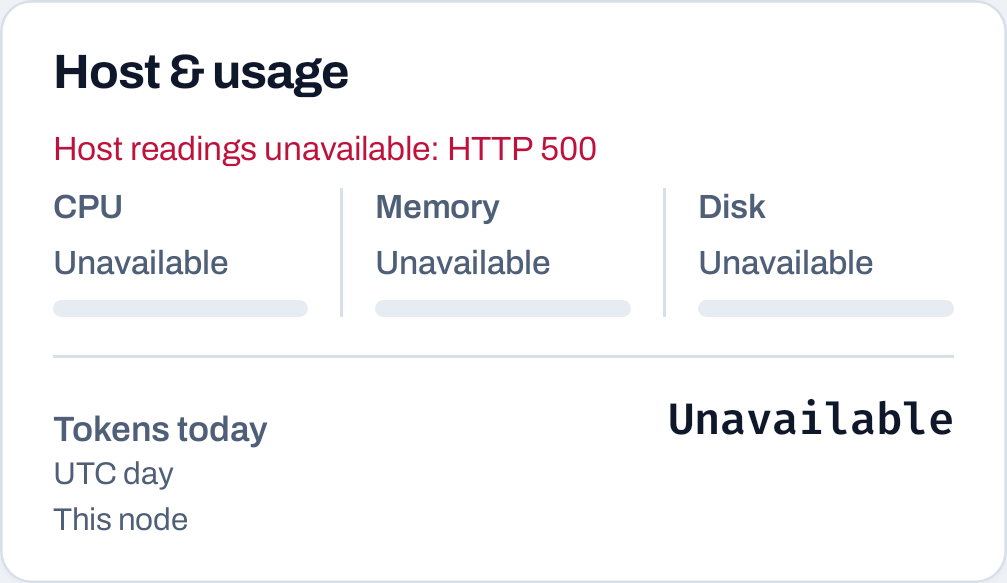 Host & usage
Host readings unavailable: HTTP 500
CPU
Memory
Disk
Unavailable
Unavailable
Unavailable
Tokens today
Unavailable
UTC day
This node